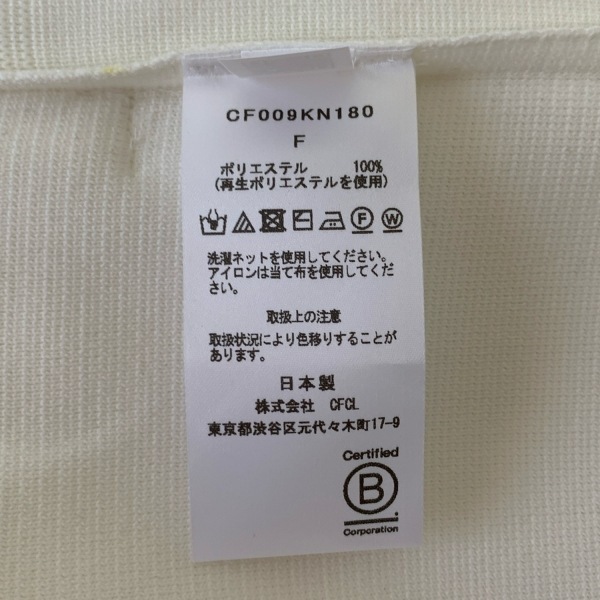 CF009KN180
F
ポリエステル 100%
(再生ポリエステルを使用)
F W
洗濯ネットを使用してください。
アイロンは当て布を使用してくだ
さい。
取扱上の注意
取扱状況により色移りすることが
あります。
日本製
株式会社 CFCL
東京都渋谷区元代々木町17-9
Certified
B
Corporation